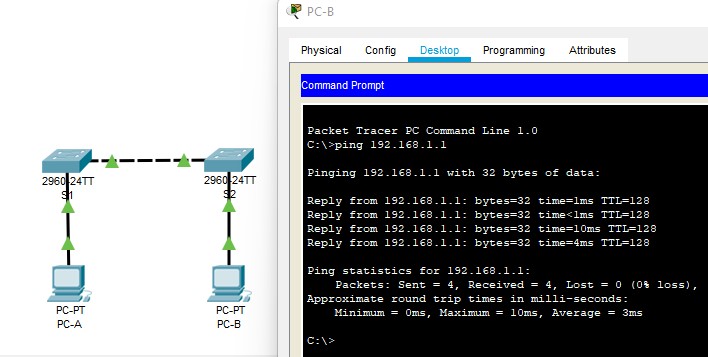 PC-B
Physical Config Desktop Programming Attributes
Command Prompt
Packet Tracer PC Command Line 1.0
C:\>ping 192.168.1.1
Pinging 192.168.1.1 with 32 bytes of data:
Reply from 192.168.1.1: bytes=32 time=1ms TTL=128
Reply from 192.168.1.1: bytes=32 time<1ms TTL=128
Reply from 192.168.1.1: bytes=32 time=10ms TTL=128
Reply from 192.168.1.1: bytes=32 time=4ms TTL=128
Ping statistics for 192.168.1.1:
Packets: Sent = 4, Received = 4, Lost = 0 (0% loss),
Approximate round trip times in milli-seconds:
Minimum = 0ms, Maximum = 10ms, Average = 3ms
C:\>
2960-24TT
S1
2960-24TT
S2
PC-PT
PC-A
PC-PT
PC-B